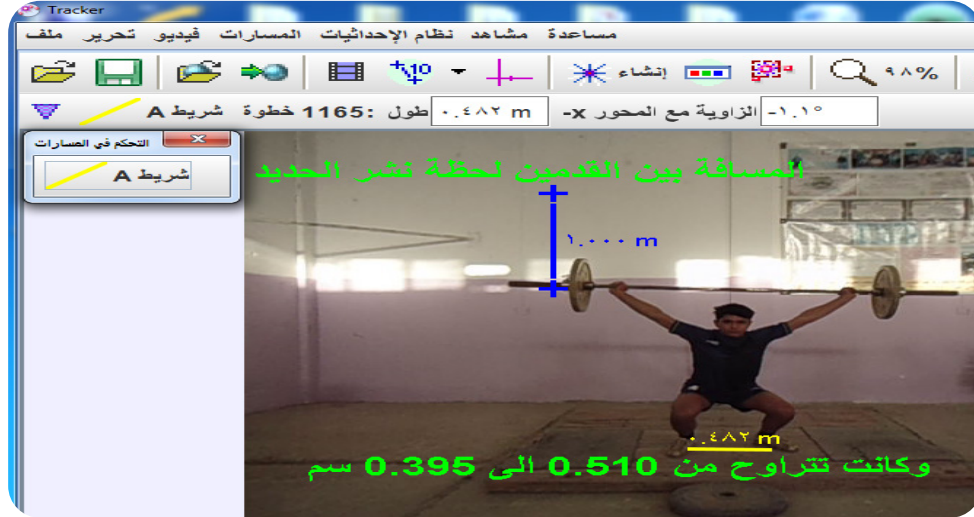 Tracker
ملف تحرير فيديو المسارات نظام الإحداثيات مشاهد مساعدة
إنشاء ٩٨%
شريط A خطوة 1165: طول ٠.٤٨٢ m الزاوية مع المحور x- -١.١°
التحكم في المسارات
شريط A
المسافة بين القدمين لحظة نشر الحديد
١.٠٠٠ m
٠.٤٨٢ m
وكانت تتراوح من 0.510 الى 0.395 سم